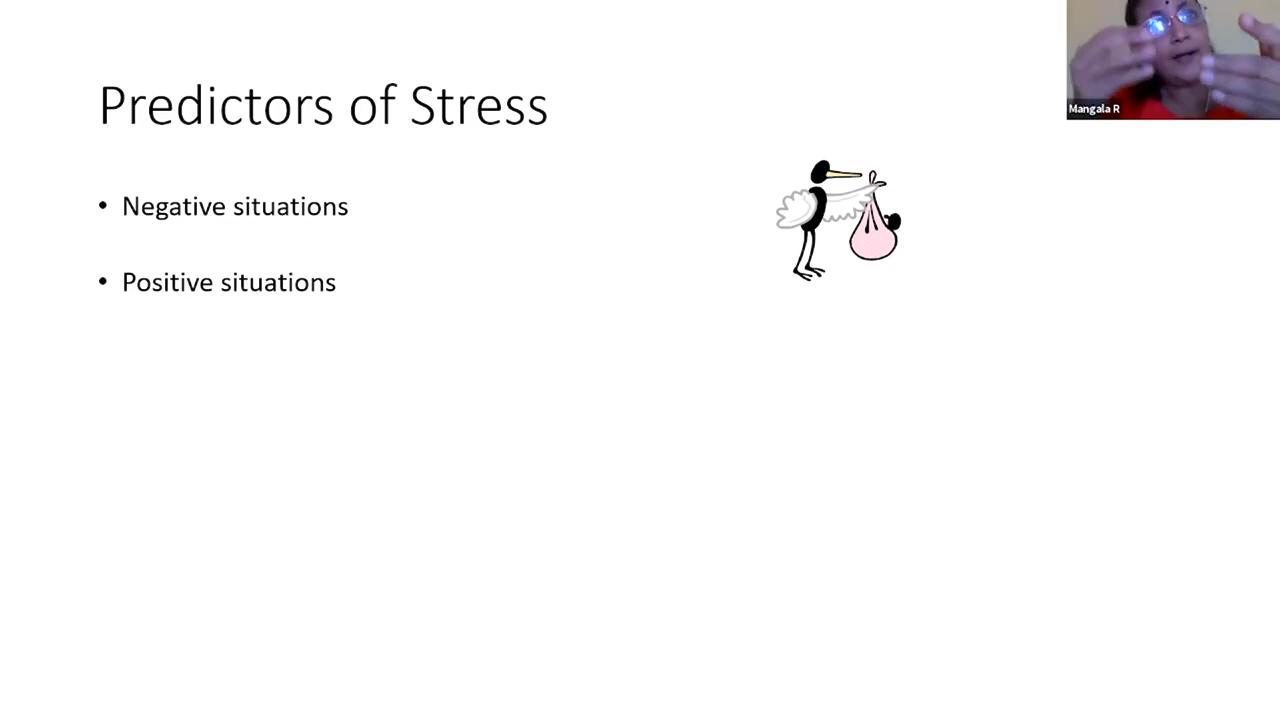 Predictors of Stress
• Negative situations
• Positive situations
Mangala R